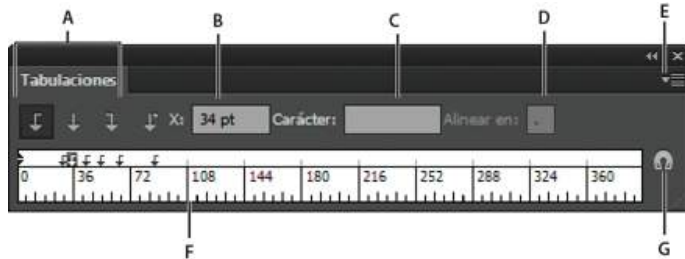 A B C D E
Tabulaciones
X: 34 pt Carácter: Alinear en: .
0 36 72 108 144 180 216 252 288 324 360
F G